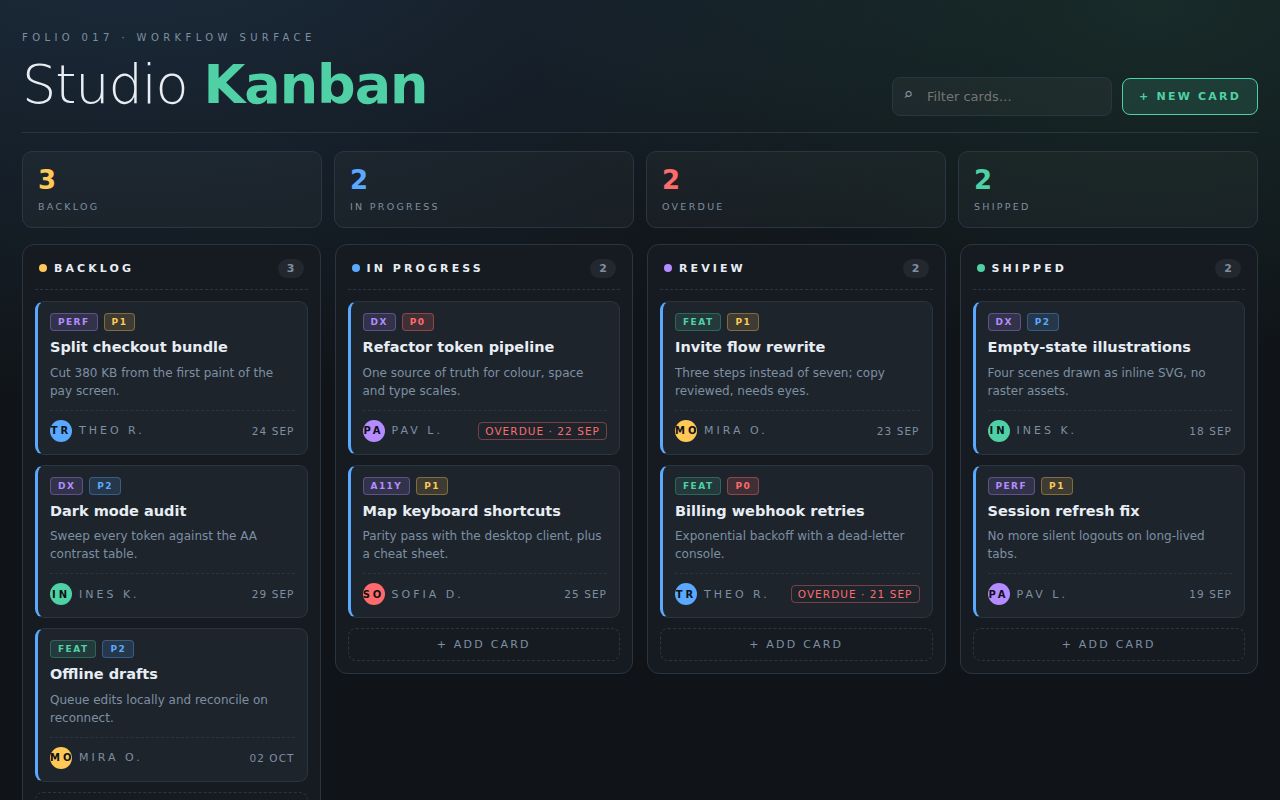 FOLIO 017 · WORKFLOW SURFACE
Studio Kanban
Filter cards…
+ NEW CARD
3
BACKLOG
2
IN PROGRESS
2
OVERDUE
2
SHIPPED
BACKLOG 3
PERF P1
Split checkout bundle
Cut 380 KB from the first paint of the
pay screen.
TR THEO R. 24 SEP
DX P2
Dark mode audit
Sweep every token against the AA
contrast table.
IN INES K. 29 SEP
FEAT P2
Offline drafts
Queue edits locally and reconcile on
reconnect.
MO MIRA O. 02 OCT
IN PROGRESS 2
DX P0
Refactor token pipeline
One source of truth for colour, space
and type scales.
PA PAV L. OVERDUE · 22 SEP
A11Y P1
Map keyboard shortcuts
Parity pass with the desktop client, plus
a cheat sheet.
SO SOFIA D. 25 SEP
+ ADD CARD
REVIEW 2
FEAT P1
Invite flow rewrite
Three steps instead of seven; copy
reviewed, needs eyes.
MO MIRA O. 23 SEP
FEAT P0
Billing webhook retries
Exponential backoff with a dead-letter
console.
TR THEO R. OVERDUE · 21 SEP
+ ADD CARD
SHIPPED 2
DX P2
Empty-state illustrations
Four scenes drawn as inline SVG, no
raster assets.
IN INES K. 18 SEP
PERF P1
Session refresh fix
No more silent logouts on long-lived
tabs.
PA PAV L. 19 SEP
+ ADD CARD